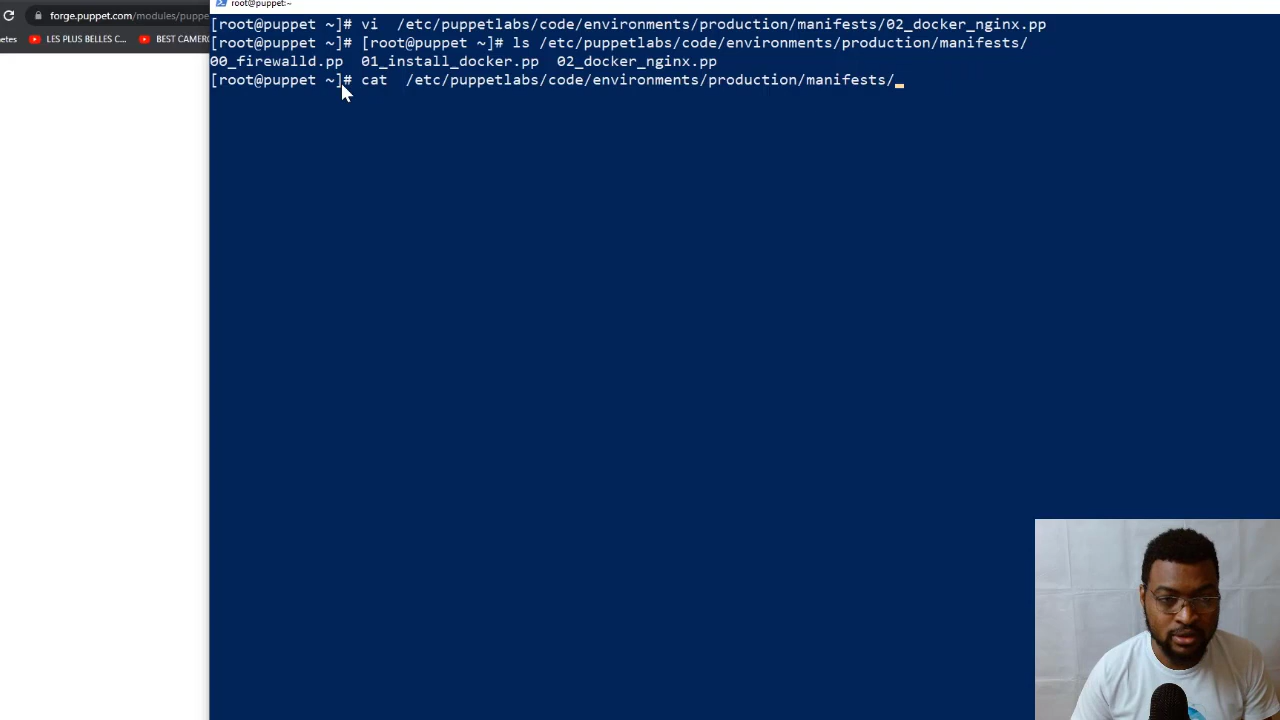 root@puppet:~
forge.puppet.com/modules/puppe
etes LES PLUS BELLES C... BEST CAMERO
[root@puppet ~]# vi  /etc/puppetlabs/code/environments/production/manifests/02_docker_nginx.pp
[root@puppet ~]# [root@puppet ~]# ls /etc/puppetlabs/code/environments/production/manifests/
00_firewalld.pp  01_install_docker.pp  02_docker_nginx.pp
[root@puppet ~]# cat  /etc/puppetlabs/code/environments/production/manifests/